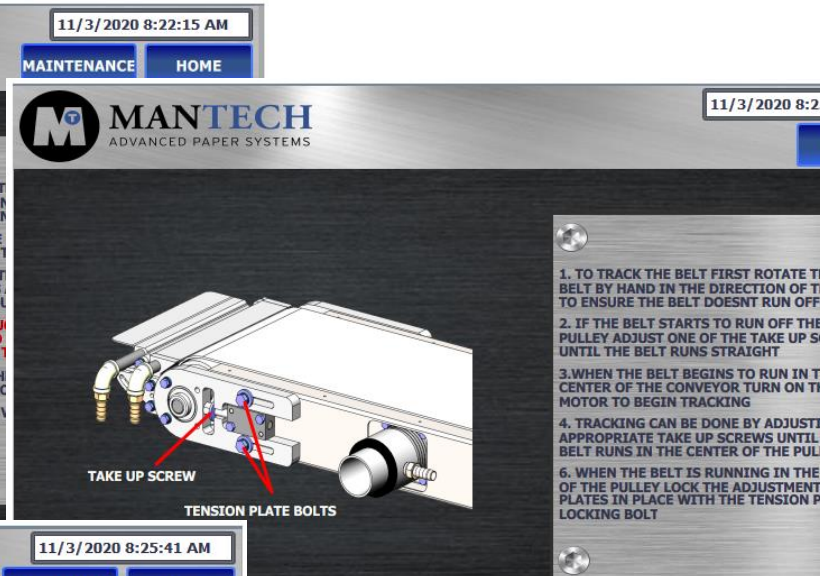 11/3/2020 8:22:15 AM
MAINTENANCE HOME
MANTECH
ADVANCED PAPER SYSTEMS
11/3/2020 8:2
1. TO TRACK THE BELT FIRST ROTATE
BELT BY HAND IN THE DIRECTION OF
TO ENSURE THE BELT DOESNT RUN OFF
2. IF THE BELT STARTS TO RUN OFF THE
PULLEY ADJUST ONE OF THE TAKE UP
UNTIL THE BELT RUNS STRAIGHT
3.WHEN THE BELT BEGINS TO RUN IN
CENTER OF THE CONVEYOR TURN ON
MOTOR TO BEGIN TRACKING
4. TRACKING CAN BE DONE BY
APPROPRIATE TAKE UP SCREWS UNTIL
BELT RUNS IN THE CENTER OF THE
6. WHEN THE BELT IS RUNNING IN THE
OF THE PULLEY LOCK THE ADJUSTMENT
PLATES IN PLACE WITH THE TENSION
LOCKING BOLT
TAKE UP SCREW
TENSION PLATE BOLTS
11/3/2020 8:25:41 AM